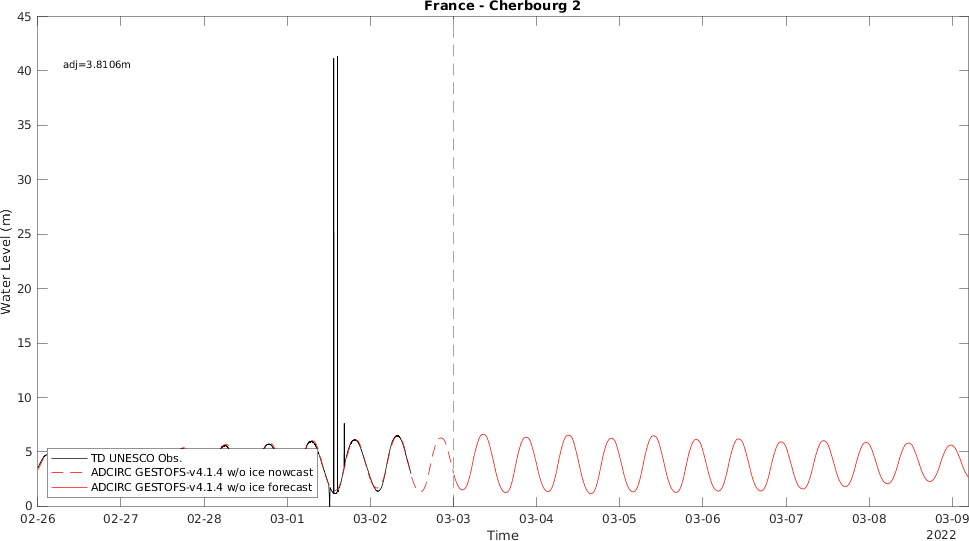 France - Cherbourg 2
45
40
35
30
25
20
15
10
5
0
Water Level (m)
adj=3.8106m
TD UNESCO Obs.
ADCIRC GESTOFS-v4.1.4 w/o ice nowcast
ADCIRC GESTOFS-v4.1.4 w/o ice forecast
02-26 02-27 02-28 03-01 03-02 03-03 03-04 03-05 03-06 03-07 03-08 03-09
Time
2022